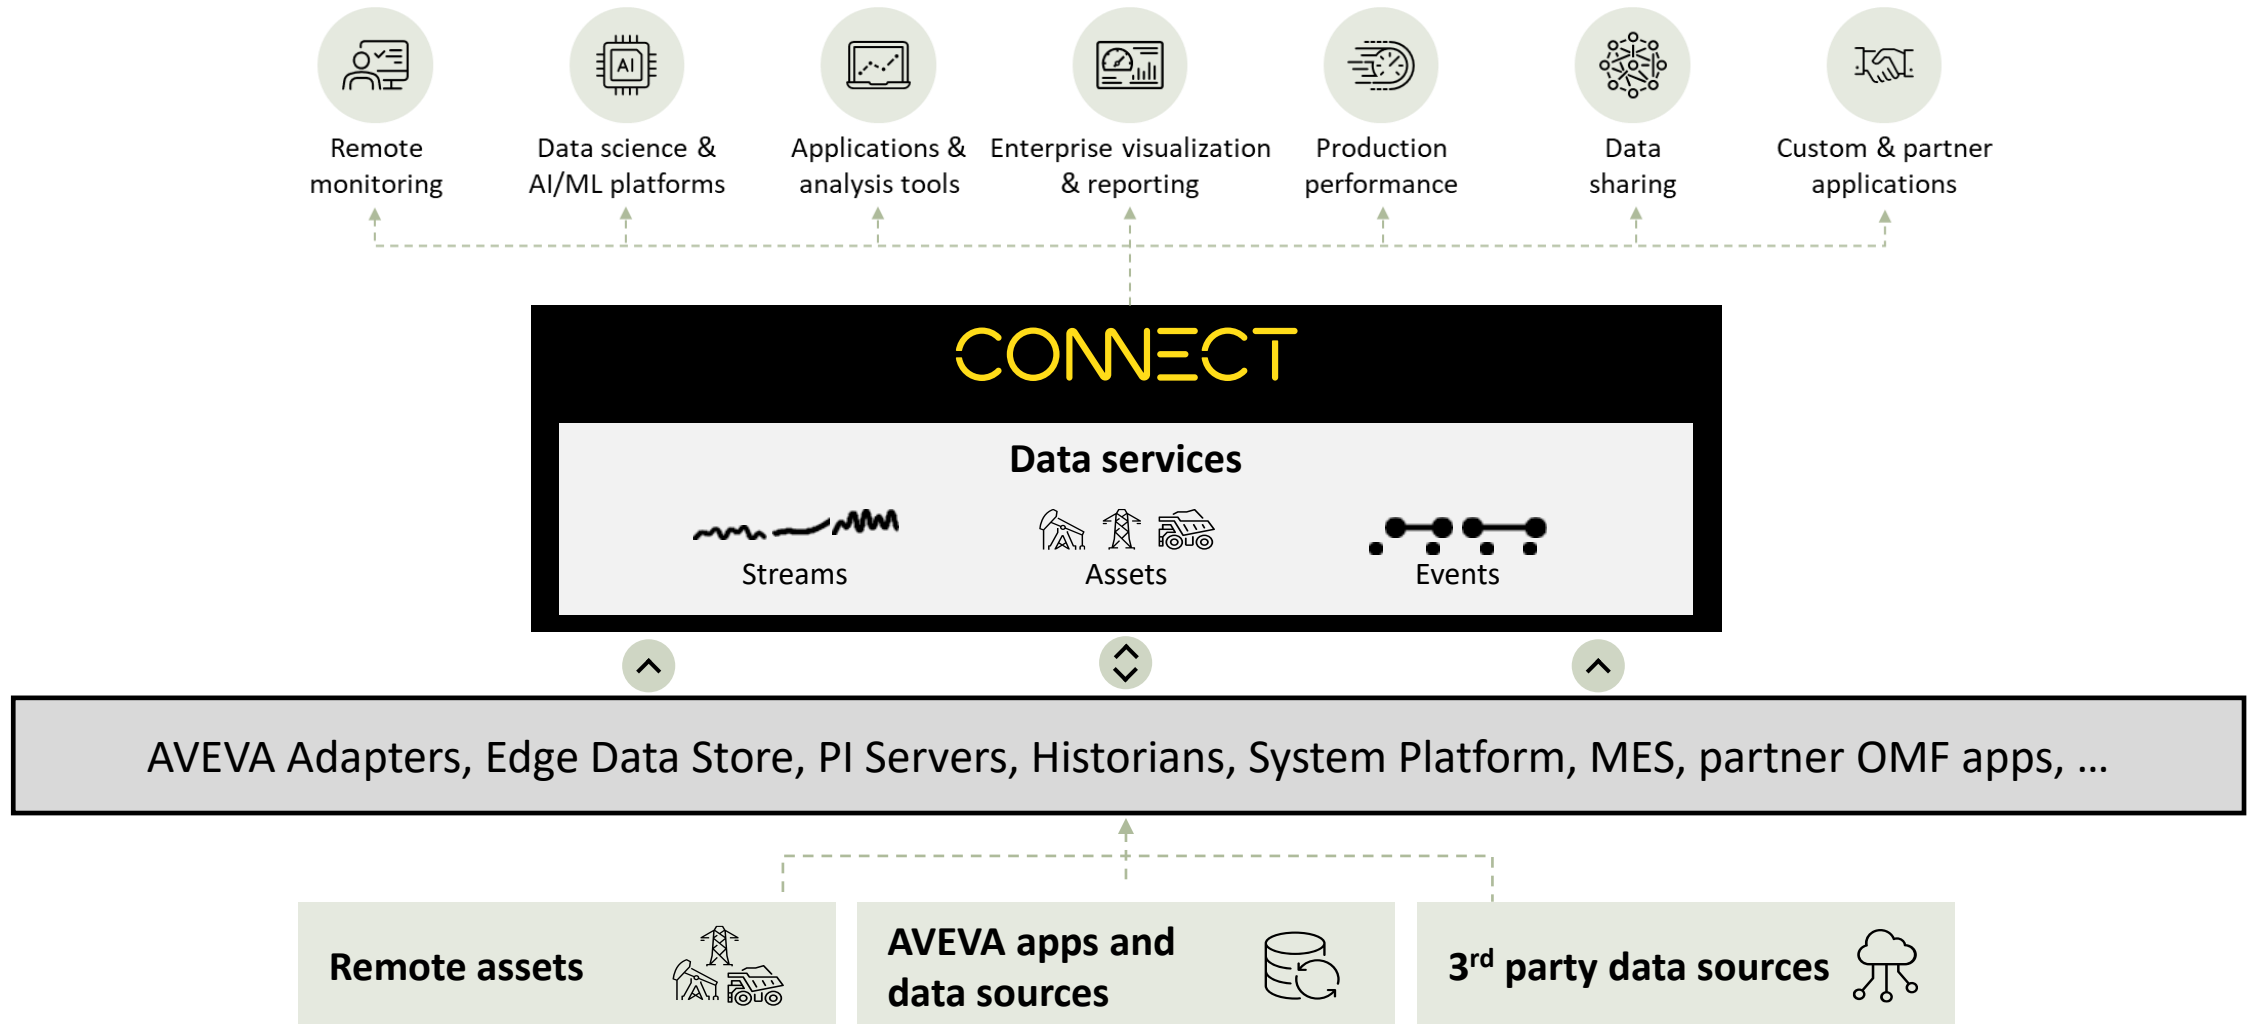 AI
Remote
monitoring
Data science &
AI/ML platforms
Applications &
analysis tools
Enterprise visualization
& reporting
Production
performance
Data
sharing
Custom & partner
applications
CONNECT
Data services
Streams
Assets
Events
AVEVA Adapters, Edge Data Store, PI Servers, Historians, System Platform, MES, partner OMF apps, ...
Remote assets
AVEVA apps and
data sources
3rd party data sources